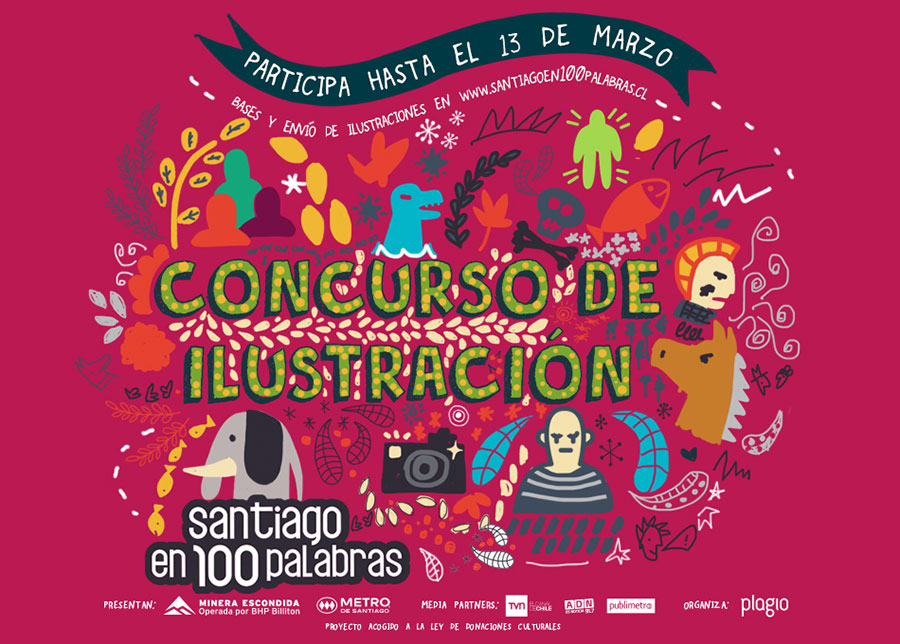 PARTICIPA HASTA EL 13 DE MARZO
BASES Y ENVIÓ DE ILUSTRACIONES EN WWW.SANTIAGOEN100PALABRAS.CL
CONCURSO DE
ILUSTRACIÓN
santiago
en 100 palabras
PRESENTAN: MINERA ESCONDIDA METRO MEDIA PARTNERS: TVN ADN publimetro ORGANIZA: plagio
Operada por BHP Billiton DE SANTIAGO
PROYECTO ACOGIDO A LA LEY DE DONACIONES CULTURALES